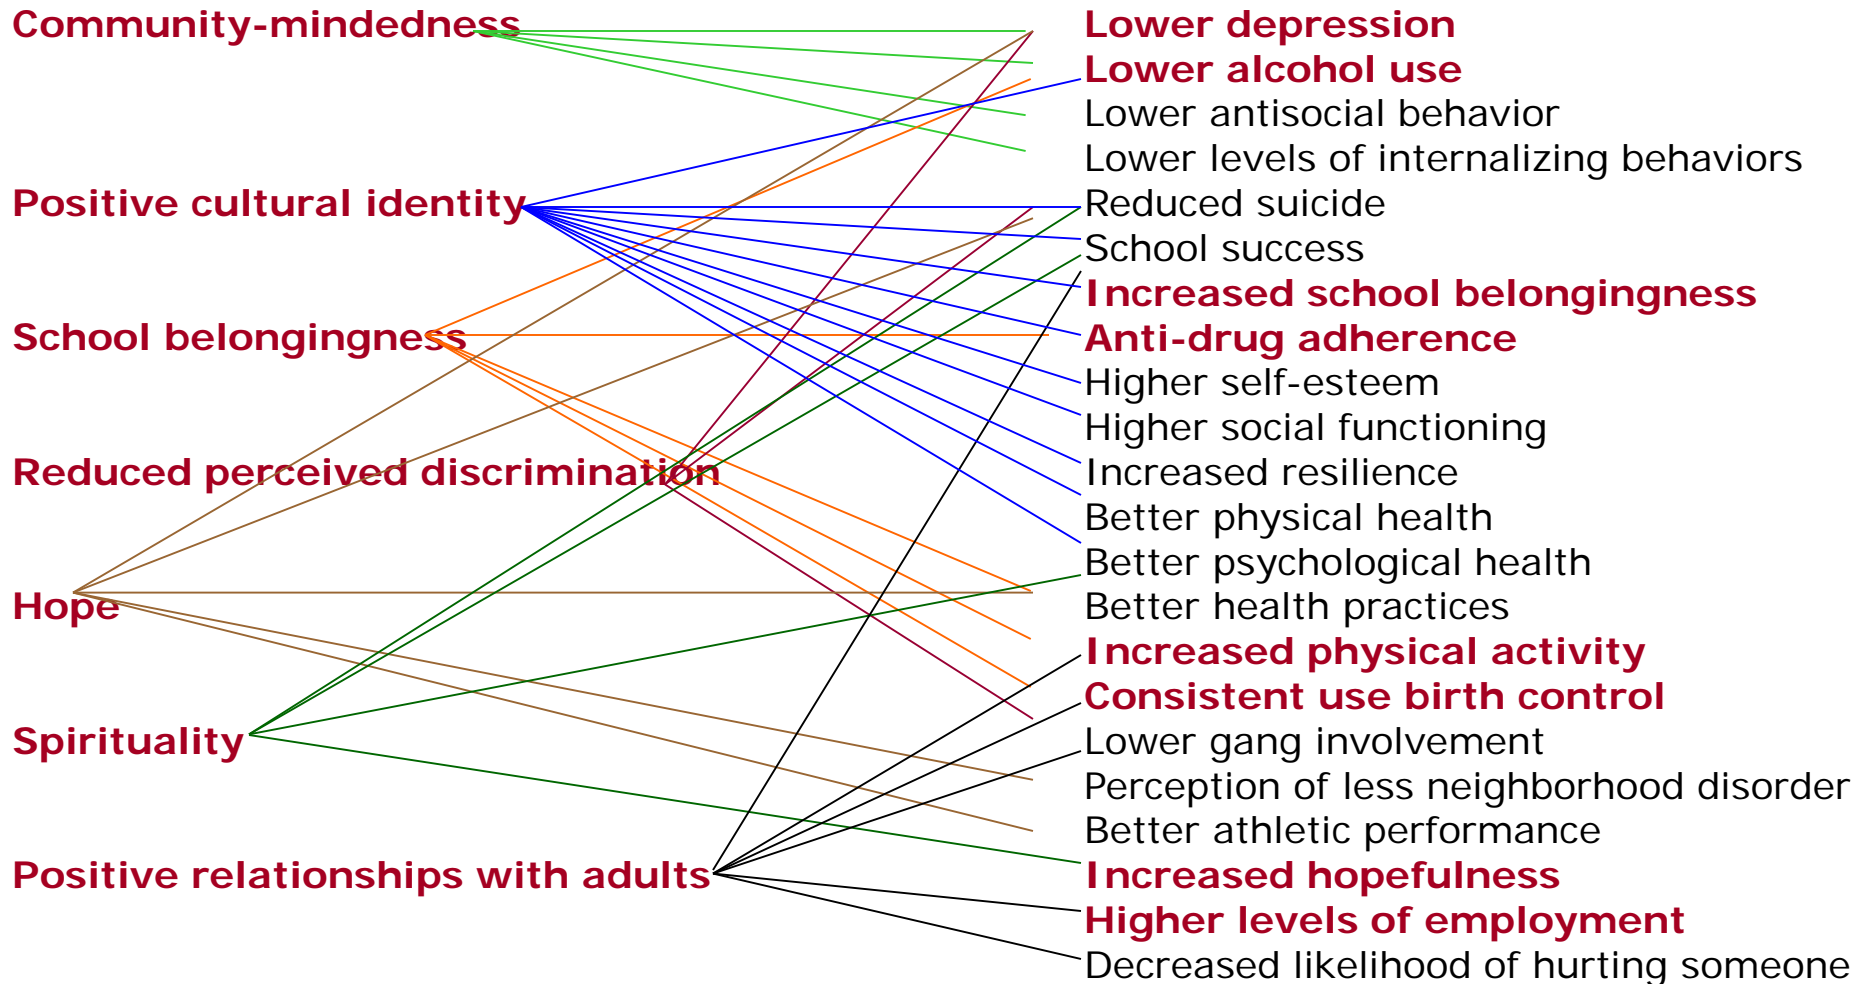 Community-mindedness
Positive cultural identity
School belongingness
Reduced perceived discrimination
Hope
Spirituality
Positive relationships with adults
Lower depression
Lower alcohol use
Lower antisocial behavior
Lower levels of internalizing behaviors
Reduced suicide
School success
Increased school belongingness
Anti-drug adherence
Higher self-esteem
Higher social functioning
Increased resilience
Better physical health
Better psychological health
Better health practices
Increased physical activity
Consistent use birth control
Lower gang involvement
Perception of less neighborhood disorder
Better athletic performance
Increased hopefulness
Higher levels of employment
Decreased likelihood of hurting someone